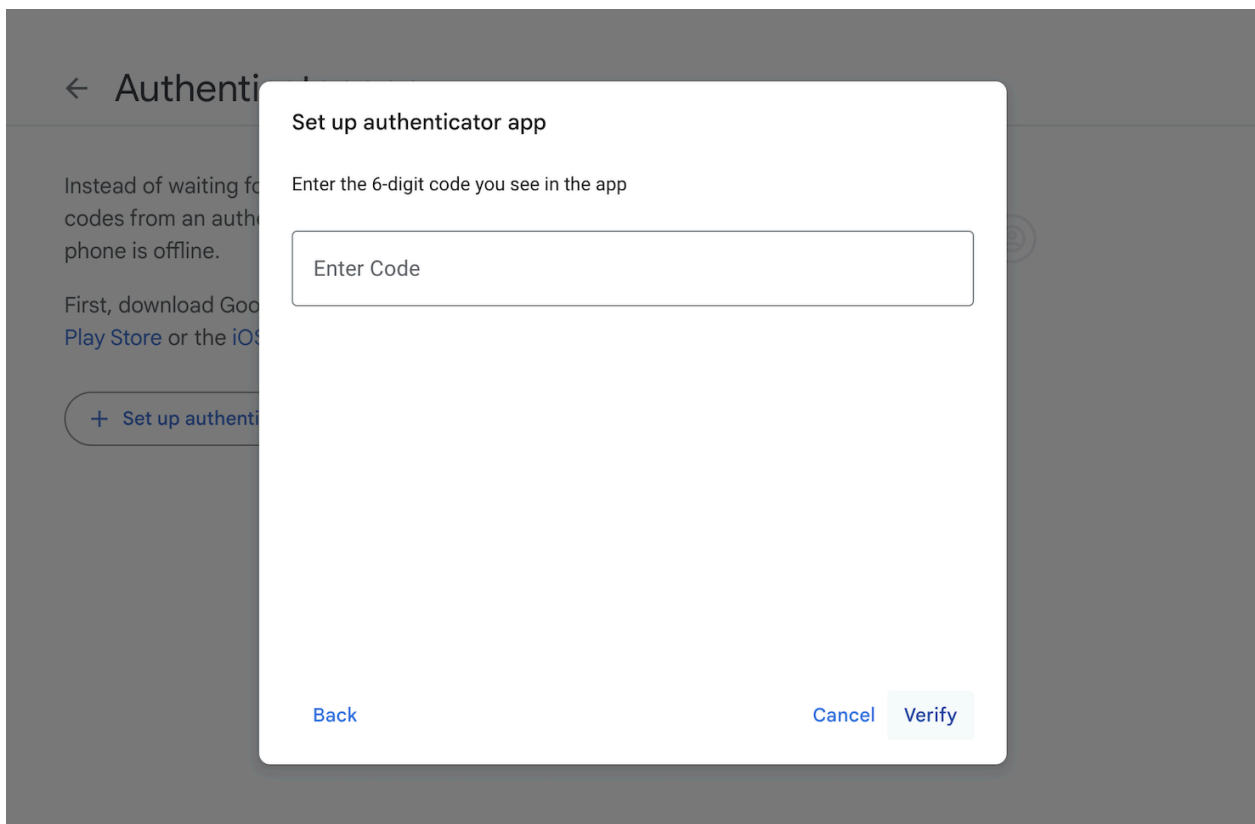 Authenti
Set up authenticator app
Instead of waiting fo
Enter the 6-digit code you see in the app
codes from an authe
phone is offline.
Enter Code
First, download Goo
Play Store or the iOS
+ Set up authenti
Back
Cancel
Verify